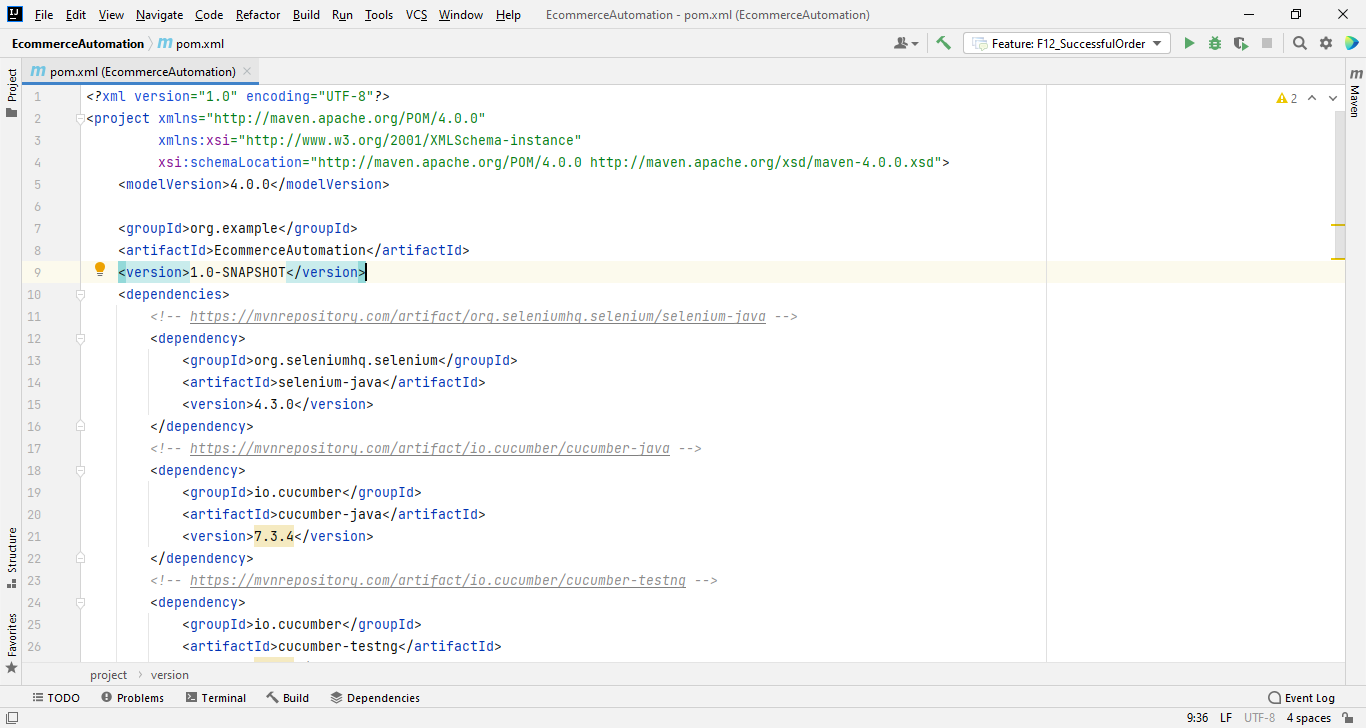 File Edit View Navigate Code Refactor Build Run Tools VCS Window Help EcommerceAutomation - pom.xml (EcommerceAutomation)
EcommerceAutomation m pom.xml Feature: F12_SuccessfulOrder
m pom.xml (EcommerceAutomation)
Project
Structure
Favorites
m Maven
2
1 <?xml version="1.0" encoding="UTF-8"?>
2 <project xmlns="http://maven.apache.org/POM/4.0.0"
3 xmlns:xsi="http://www.w3.org/2001/XMLSchema-instance"
4 xsi:schemaLocation="http://maven.apache.org/POM/4.0.0 http://maven.apache.org/xsd/maven-4.0.0.xsd">
5 <modelVersion>4.0.0</modelVersion>
6
7 <groupId>org.example</groupId>
8 <artifactId>EcommerceAutomation</artifactId>
9 <version>1.0-SNAPSHOT</version>
10 <dependencies>
11 <!-- https://mvnrepository.com/artifact/org.seleniumhq.selenium/selenium-java -->
12 <dependency>
13 <groupId>org.seleniumhq.selenium</groupId>
14 <artifactId>selenium-java</artifactId>
15 <version>4.3.0</version>
16 </dependency>
17 <!-- https://mvnrepository.com/artifact/io.cucumber/cucumber-java -->
18 <dependency>
19 <groupId>io.cucumber</groupId>
20 <artifactId>cucumber-java</artifactId>
21 <version>7.3.4</version>
22 </dependency>
23 <!-- https://mvnrepository.com/artifact/io.cucumber/cucumber-testng -->
24 <dependency>
25 <groupId>io.cucumber</groupId>
26 <artifactId>cucumber-testng</artifactId>
project › version
TODO Problems Terminal Build Dependencies Event Log
9:36 LF UTF-8 4 spaces